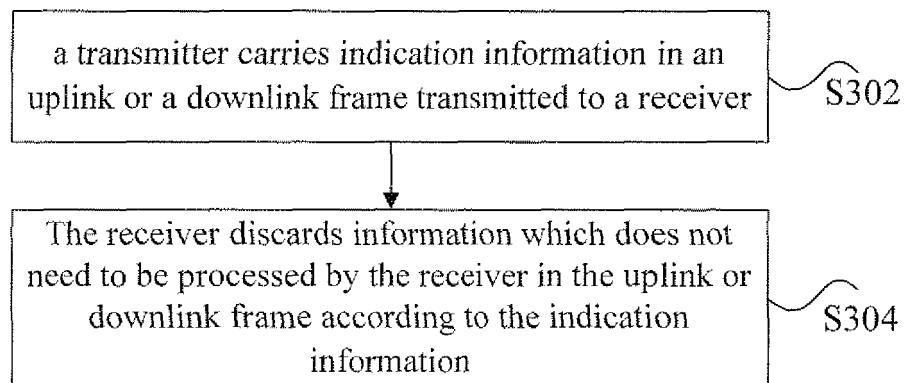 a transmitter carries indication information in an
uplink or a downlink frame transmitted to a receiver
S302
The receiver discards information which does not
need to be processed by the receiver in the uplink or
downlink frame according to the indication
information
S304